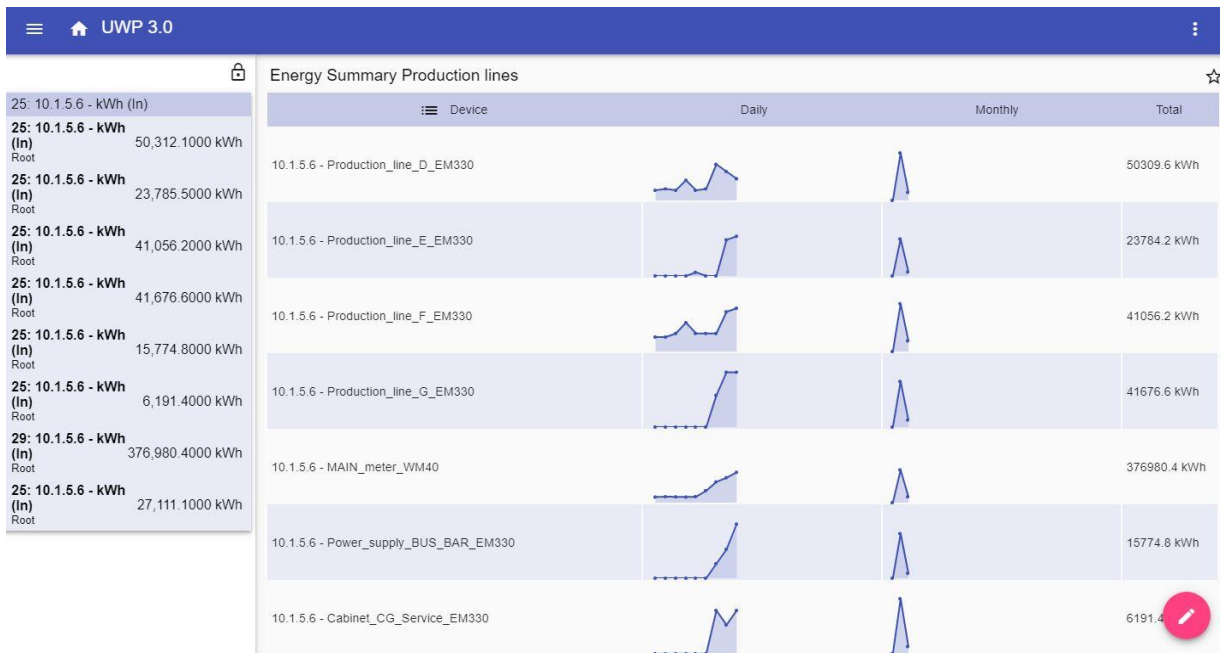 UWP 3.0
25: 10.1.5.6 - kWh (In)
25: 10.1.5.6 - kWh
(In)
50,312.1000 kWh
Root
25: 10.1.5.6 - kWh
(In)
23,785.5000 kWh
Root
25: 10.1.5.6 - kWh
(In)
41,056.2000 kWh
Root
25: 10.1.5.6 - kWh
(In)
41,676.6000 kWh
Root
25: 10.1.5.6 - kWh
(In)
15,774.8000 kWh
Root
25: 10.1.5.6 - kWh
(In)
6,191.4000 kWh
Root
29: 10.1.5.6 - kWh
(In)
376,980.4000 kWh
Root
25: 10.1.5.6 - kWh
(In)
27,111.1000 kWh
Root
Energy Summary Production lines
Device Daily Monthly Total
10.1.5.6 - Production_line_D_EM330 50309.6 kWh
10.1.5.6 - Production_line_E_EM330 23784.2 kWh
10.1.5.6 - Production_line_F_EM330 41056.2 kWh
10.1.5.6 - Production_line_G_EM330 41676.6 kWh
10.1.5.6 - MAIN_meter_WM40 376980.4 kWh
10.1.5.6 - Power_supply_BUS_BAR_EM330 15774.8 kWh
10.1.5.6 - Cabinet_CG_Service_EM330 6191.4